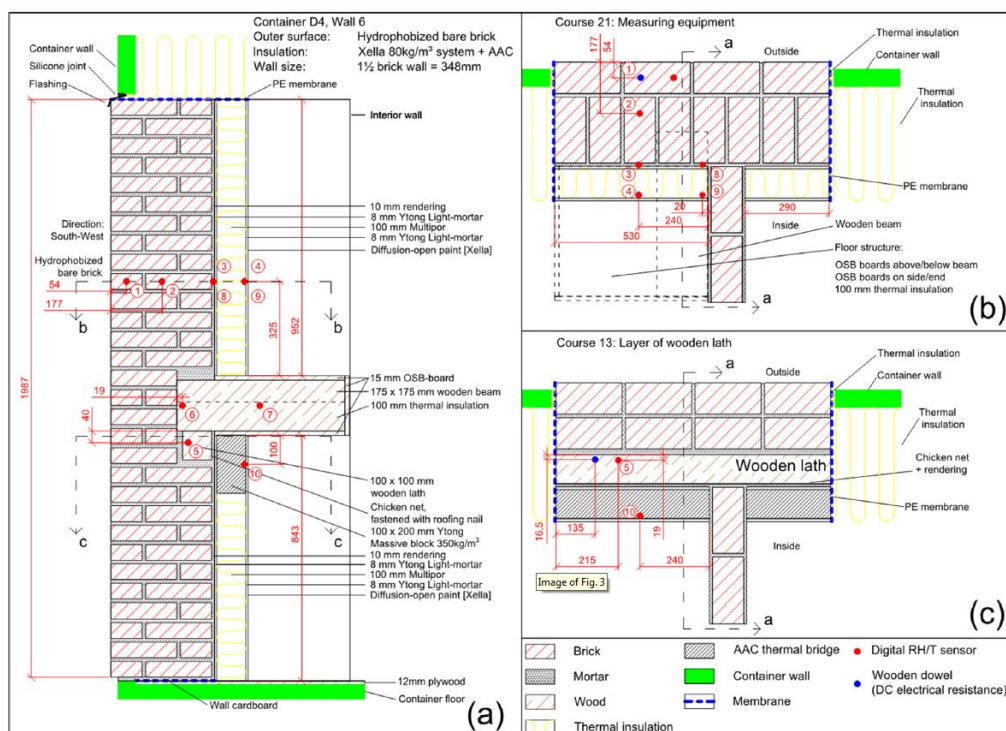 Container D4, Wall 6
Outer surface: Hydrophobized bare brick
Insulation: Xella 80kg/m³ system + AAC
Wall size: 1½ brick wall = 348mm
Container wall
Silicone joint
Flashing
PE membrane
Interior wall
10 mm rendering
8 mm Ytong Light-mortar
100 mm Multipor
8 mm Ytong Light-mortar
Diffusion-open paint [Xella]
Direction:
South-West
Hydrophobized
bare brick
54
177
1
2
3
4
8
9
b
b
325
952
1987
19
40
6
7
5
10
100
15 mm OSB-board
175 x 175 mm wooden beam
100 mm thermal insulation
c
c
100 x 100 mm
wooden lath
Chicken net,
fastened with roofing nail
100 x 200 mm Ytong
Massive block 350kg/m³
843
10 mm rendering
8 mm Ytong Light-mortar
100 mm Multipor
8 mm Ytong Light-mortar
Diffusion-open paint [Xella]
12mm plywood
Container floor
Wall cardboard
(a)
Course 21: Measuring equipment
a
Outside
Thermal insulation
Container wall
177
54
1
2
3
4
8
9
Thermal
insulation
PE membrane
20
240
530
290
Inside
Wooden beam
Floor structure:
OSB boards above/below beam
OSB boards on side/end
100 mm thermal insulation
a
(b)
Course 13: Layer of wooden lath
a
Outside
Thermal insulation
Container wall
Thermal
insulation
Chicken net
+ rendering
Wooden lath
5
10
PE membrane
16.5
135
19
215
240
Inside
Image of Fig. 3
a
(c)
Brick
Mortar
Wood
Thermal insulation
AAC thermal bridge
Container wall
Membrane
Digital RH/T sensor
Wooden dowel
(DC electrical resistance)